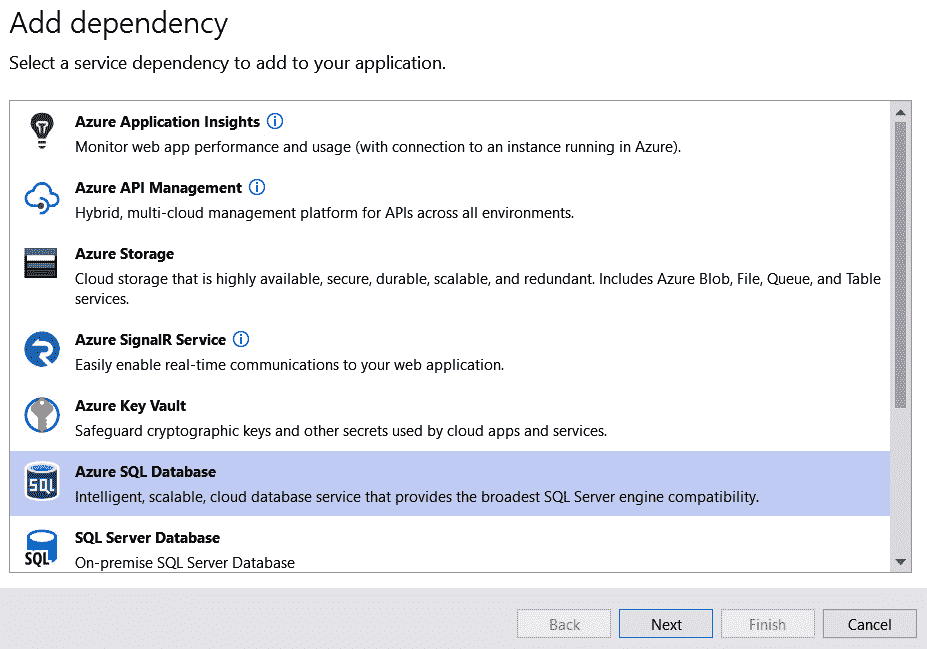 Add dependency
Select a service dependency to add to your application.
Azure Application Insights
Monitor web app performance and usage (with connection to an instance running in Azure).
Azure API Management
Hybrid, multi-cloud management platform for APIs across all environments.
Azure Storage
Cloud storage that is highly available, secure, durable, scalable, and redundant. Includes Azure Blob, File, Queue, and Table
services.
Azure SignalR Service
Easily enable real-time communications to your web application.
Azure Key Vault
Safeguard cryptographic keys and other secrets used by cloud apps and services.
SQL
Azure SQL Database
Intelligent, scalable, cloud database service that provides the broadest SQL Server engine compatibility.
SQL
SQL Server Database
On-premise SQL Server Database
Back Next Finish Cancel